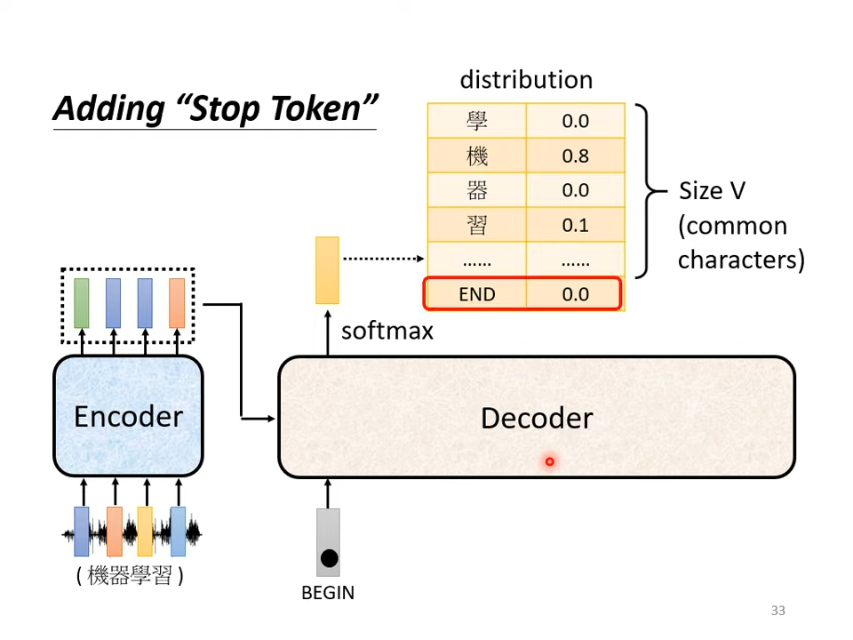 Adding “Stop Token”
distribution
學 0.0
機 0.8
器 0.0
習 0.1
...... ......
END 0.0
Size V
(common
characters)
softmax
Encoder
Decoder
(機器學習)
BEGIN
33